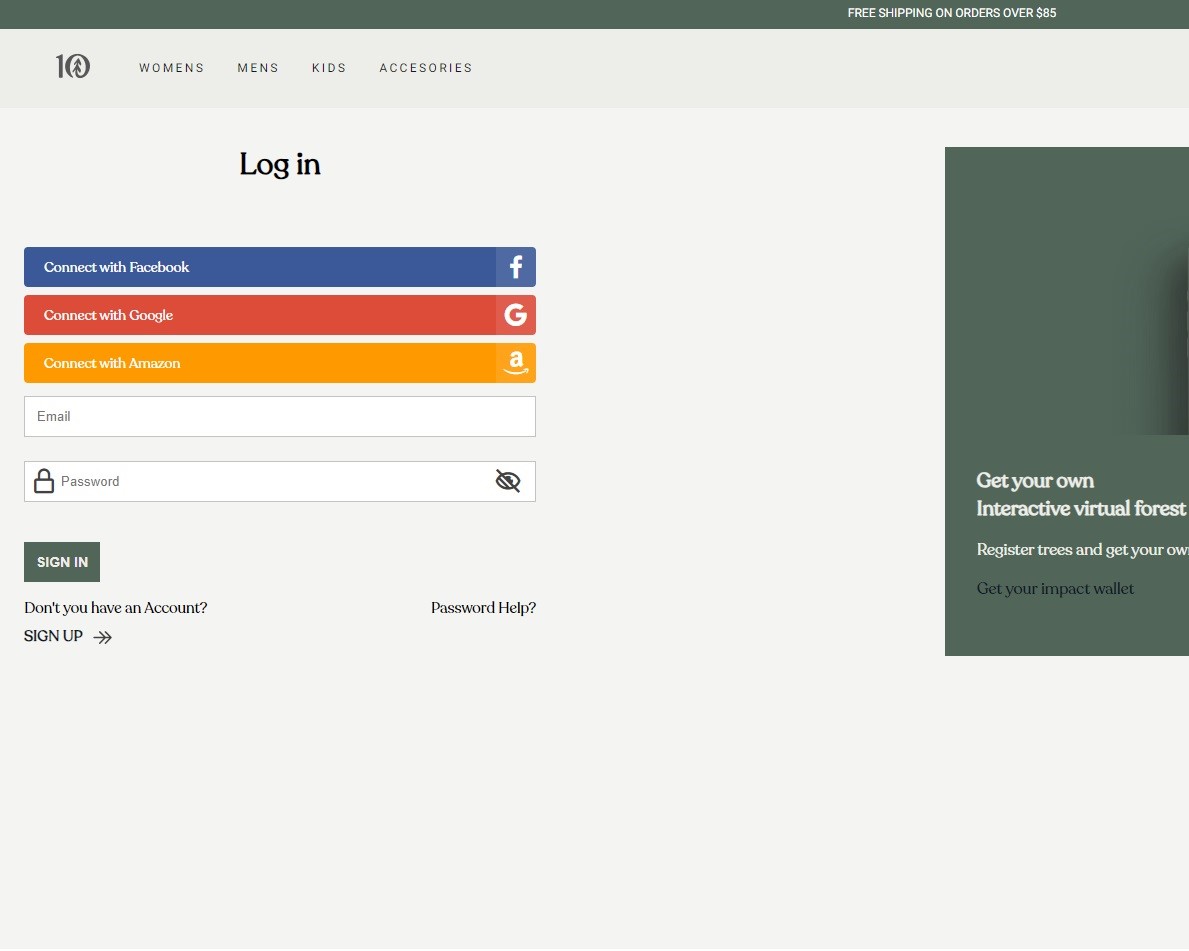 FREE SHIPPING ON ORDERS OVER $85
10
WOMENS MENS KIDS ACCESORIES
Log in
Connect with Facebook
Connect with Google
Connect with Amazon
Email
Password
SIGN IN
Don't you have an Account? Password Help?
SIGN UP
Get your own
Interactive virtual forest
Register trees and get your own
Get your impact wallet